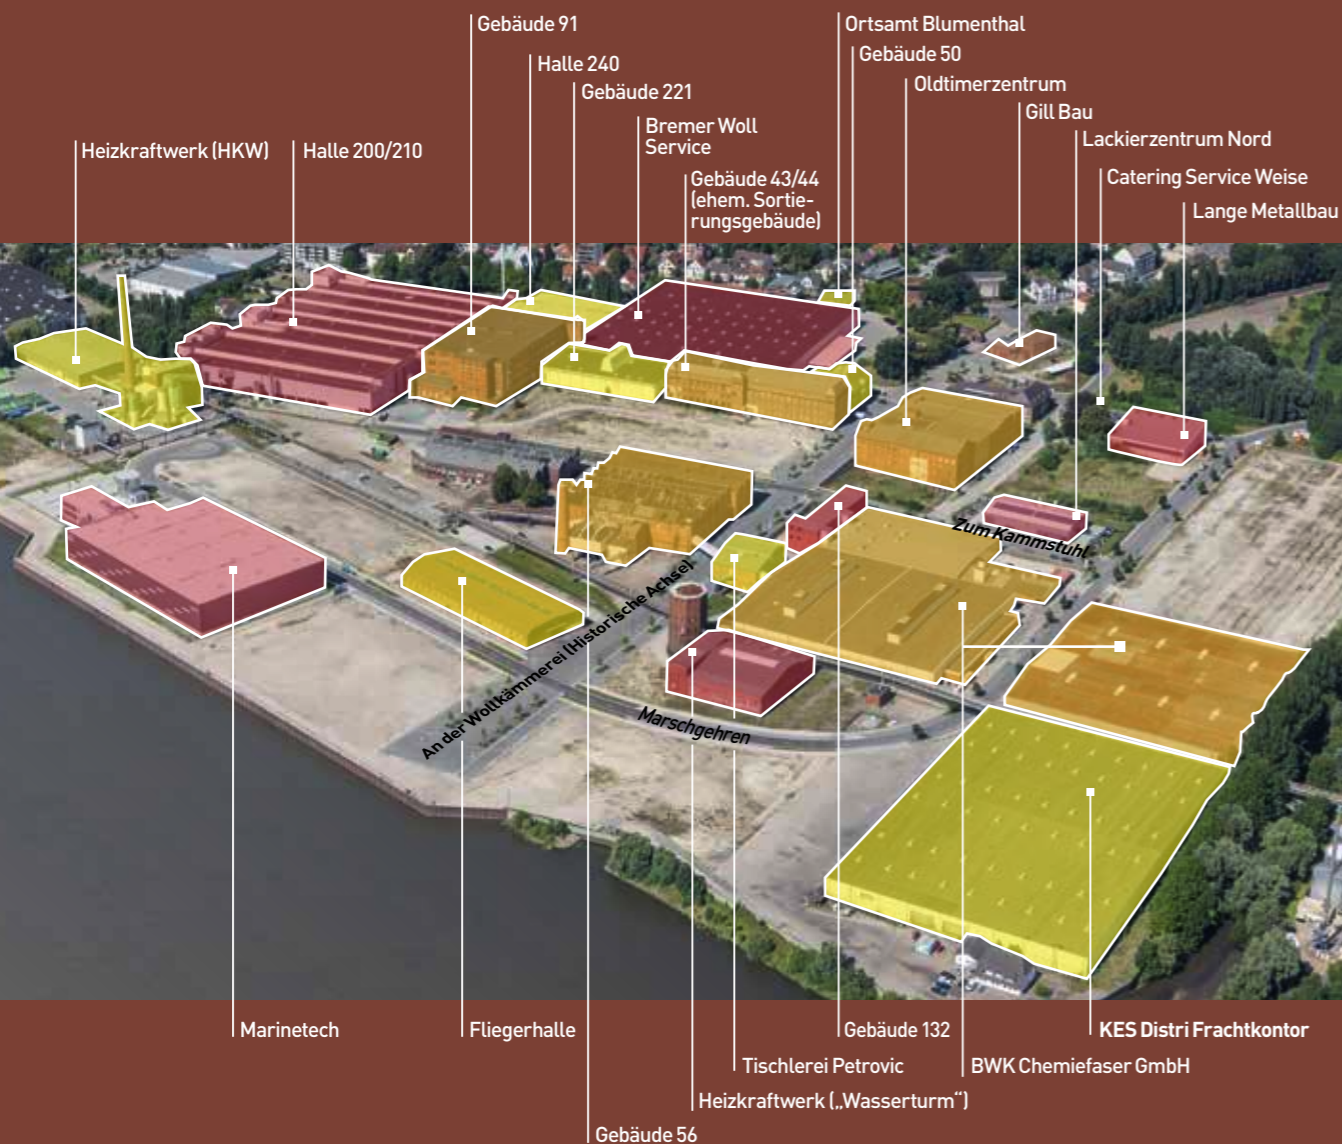 Gebäude 91
Ortsamt Blumenthal
Gebäude 50
Halle 240
Oldtimerzentrum
Gebäude 221
Gill Bau
Bremer Woll
Service
Lackierzentrum Nord
Heizkraftwerk (HKW)
Halle 200/210
Gebäude 43/44
(ehem. Sortie-
rungsgebäude)
Catering Service Weise
Lange Metallbau
Zum Kammstuhl
An der Wollkämmerei (Historische Achse)
Marschgehren
Marinetech
Fliegerhalle
Gebäude 132
KES Distri Frachtkontor
Tischlerei Petrovic
BWK Chemiefaser GmbH
Heizkraftwerk („Wasserturm“)
Gebäude 56